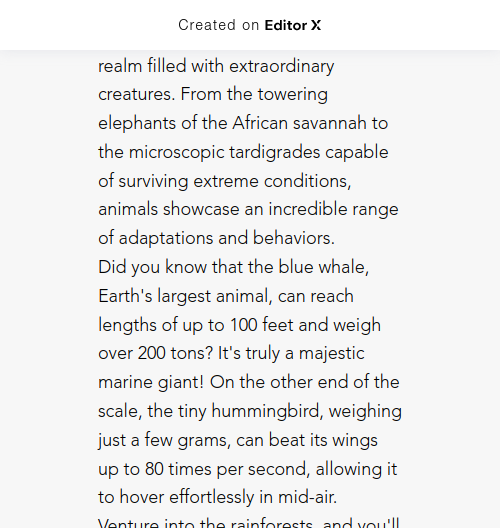 Created on Editor X
realm filled with extraordinary
creatures. From the towering
elephants of the African savannah to
the microscopic tardigrades capable
of surviving extreme conditions,
animals showcase an incredible range
of adaptations and behaviors.
Did you know that the blue whale,
Earth's largest animal, can reach
lengths of up to 100 feet and weigh
over 200 tons? It's truly a majestic
marine giant! On the other end of the
scale, the tiny hummingbird, weighing
just a few grams, can beat its wings
up to 80 times per second, allowing it
to hover effortlessly in mid-air.
Venture into the rainforests, and you'll